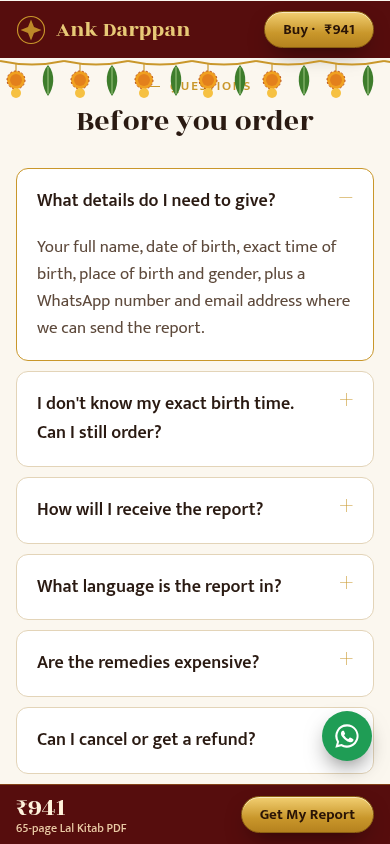 Ank Darppan
Buy · ₹941
QUESTIONS
Before you order
What details do I need to give?
Your full name, date of birth, exact time of
birth, place of birth and gender, plus a
WhatsApp number and email address where
we can send the report.
I don't know my exact birth time.
Can I still order?
How will I receive the report?
What language is the report in?
Are the remedies expensive?
Can I cancel or get a refund?
₹941
65-page Lal Kitab PDF
Get My Report